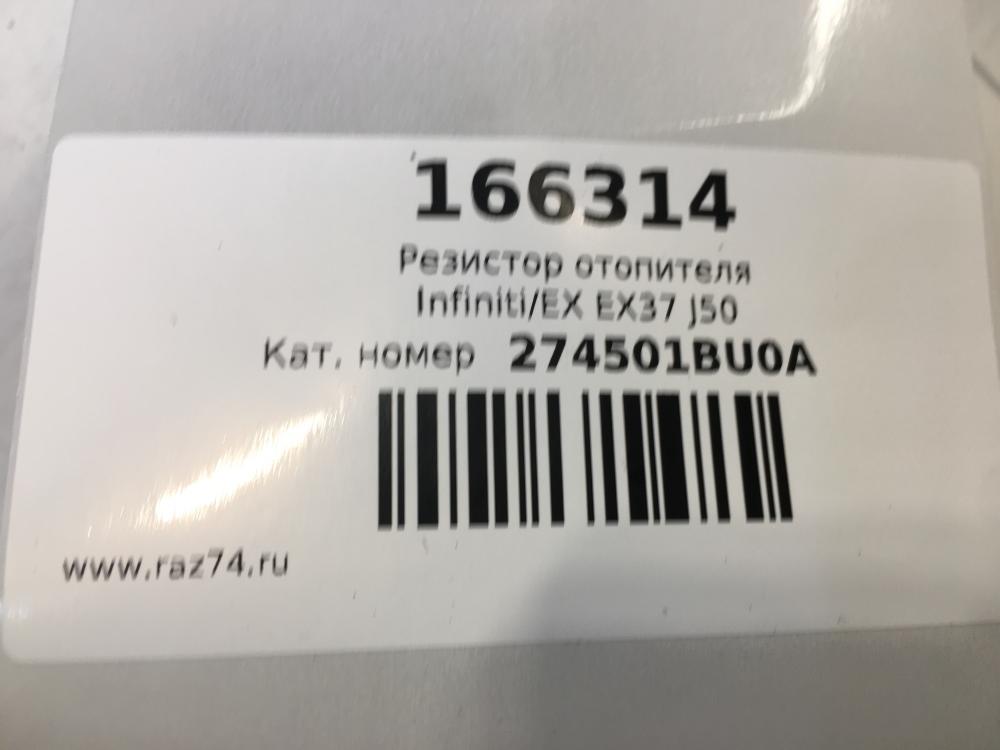 166314
Резистор отопителя
Infiniti/EX EX37 J50
Кат. номер 274501BU0A
www.raz74.ru